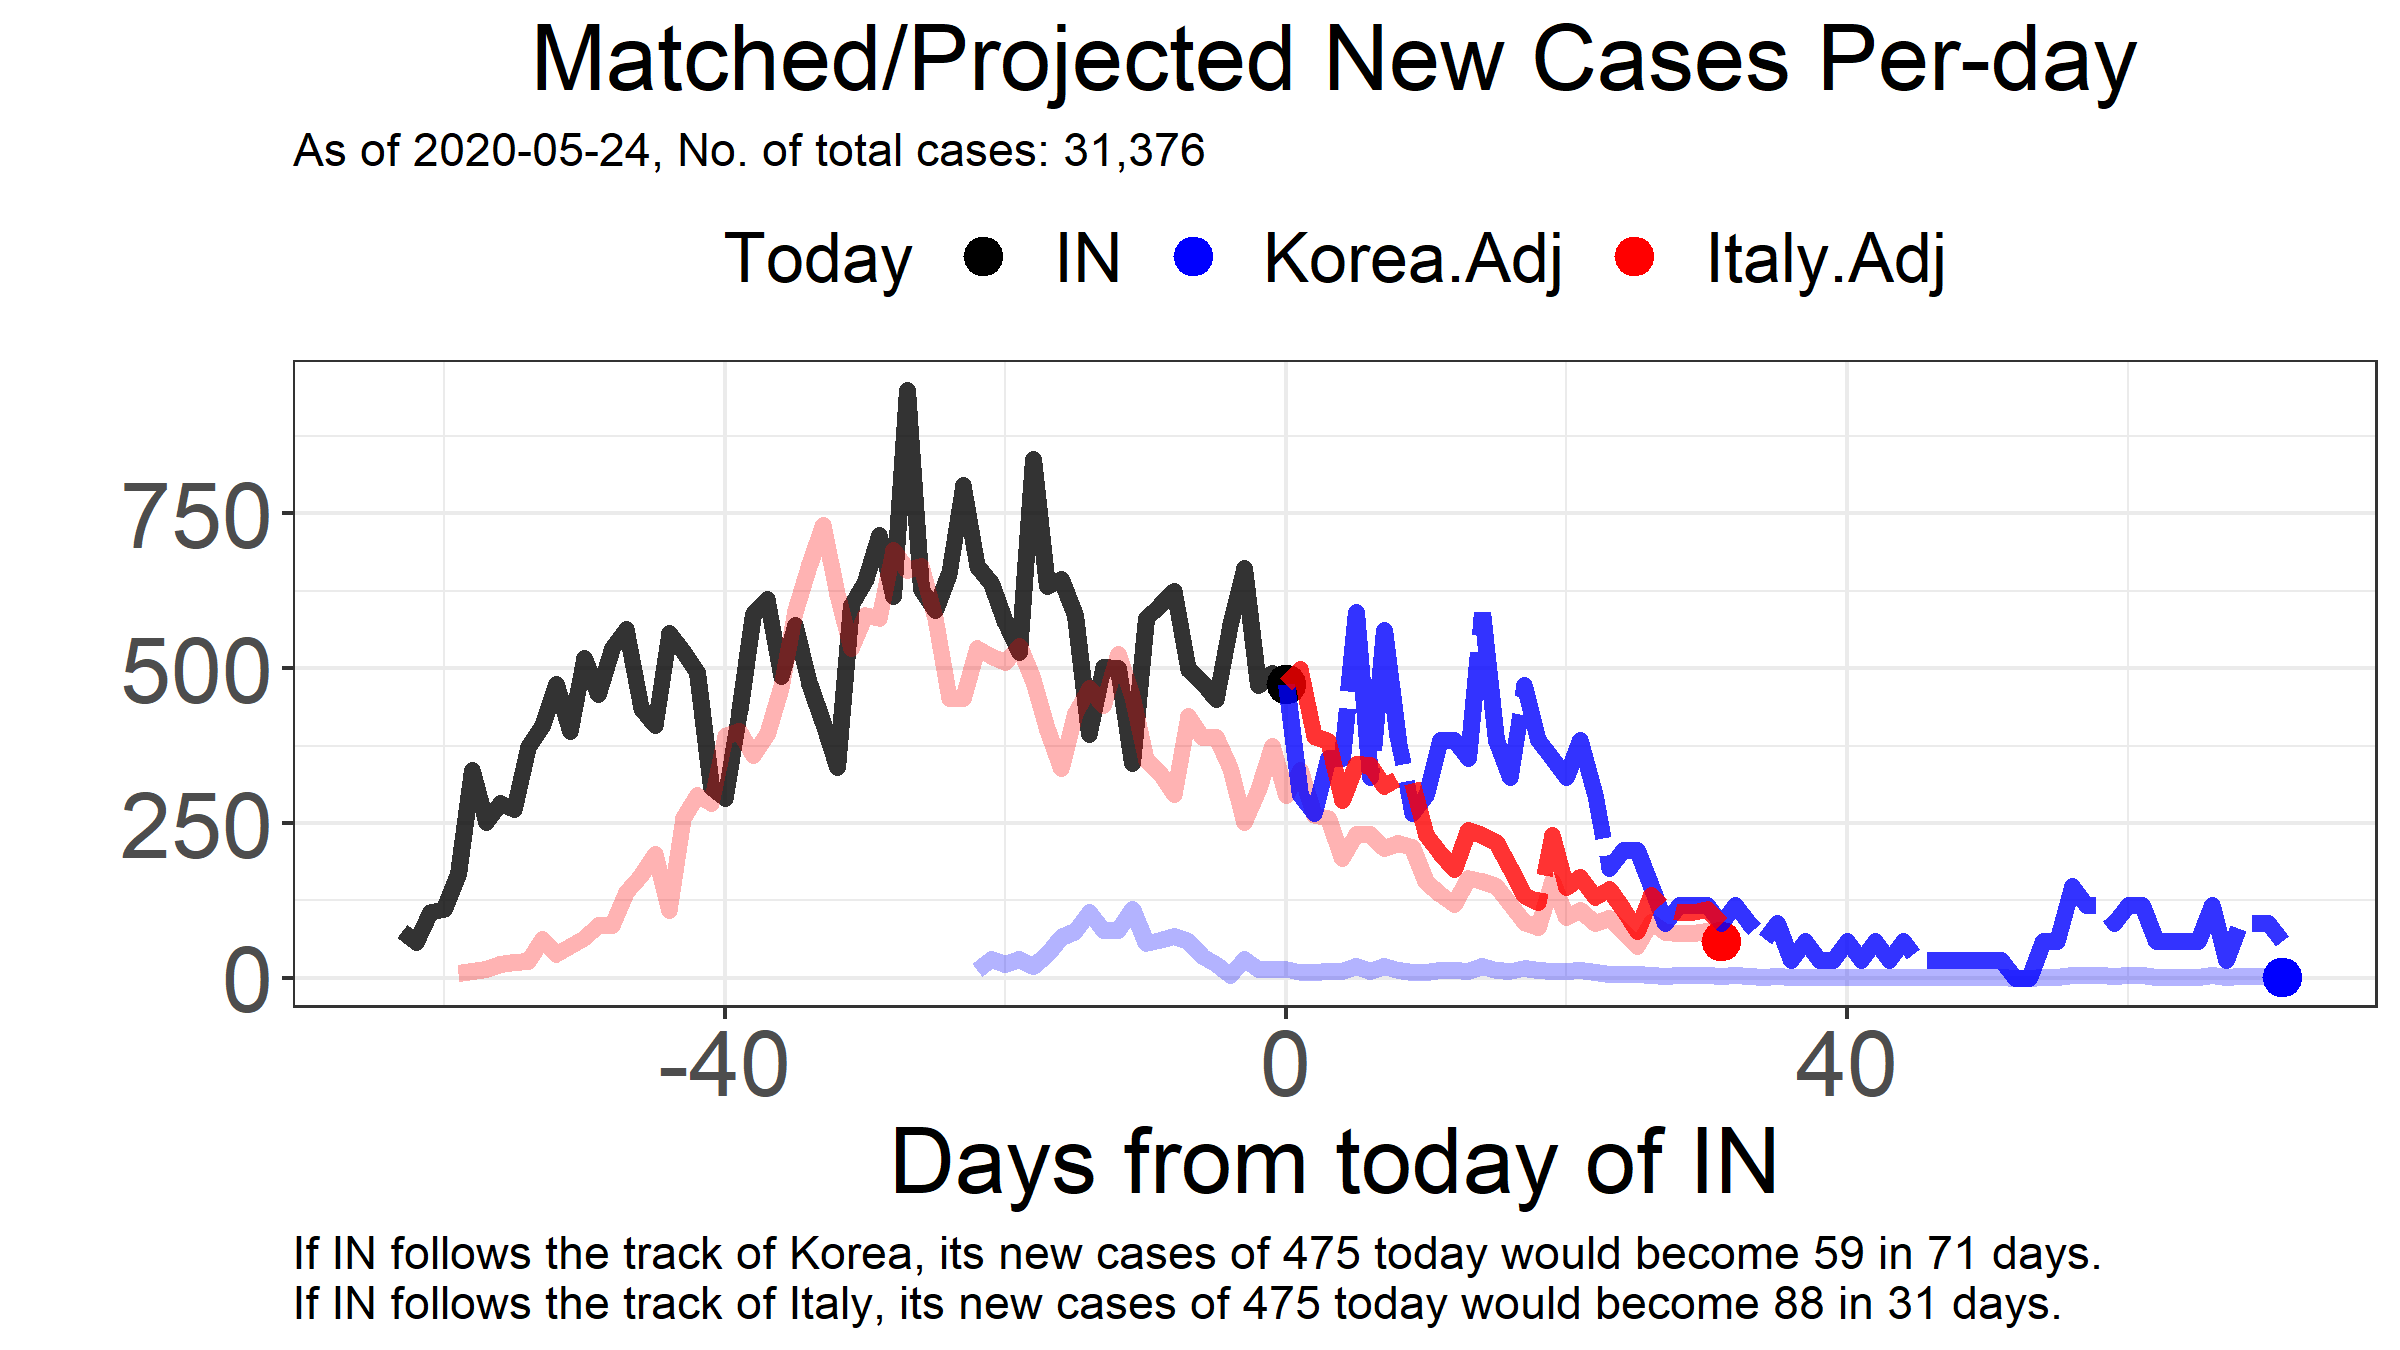 Matched/Projected New Cases Per-day
As of 2020-05-24, No. of total cases: 31,376
Today IN Korea.Adj Italy.Adj
750
500
250
0
-40 0 40
Days from today of IN
If IN follows the track of Korea, its new cases of 475 today would become 59 in 71 days.
If IN follows the track of Italy, its new cases of 475 today would become 88 in 31 days.